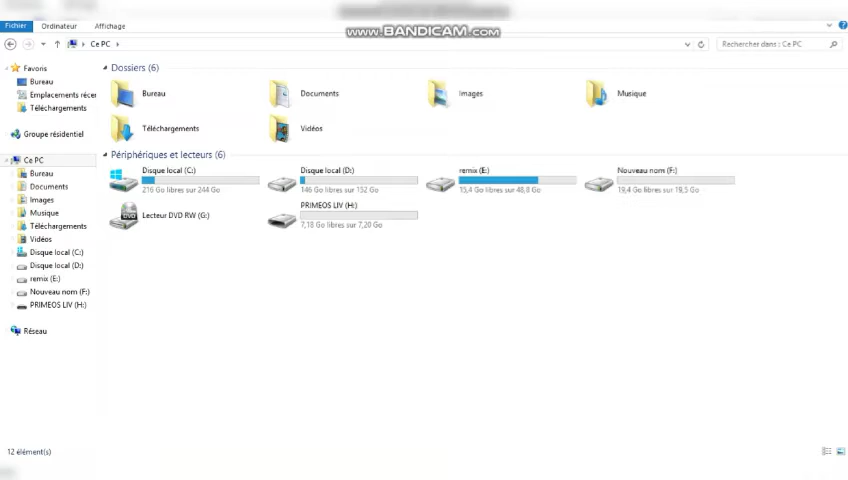 www.BANDICAM.com
Fichier Ordinateur Affichage
Ce PC
Rechercher dans : Ce PC
Favoris
Bureau
Emplacements récen
Téléchargements
Groupe résidentiel
Ce PC
Bureau
Documents
Images
Musique
Téléchargements
Vidéos
Disque local (C:)
Disque local (D:)
remix (E:)
Nouveau nom (F:)
PRIMEOS LIV (H:)
Réseau
Dossiers (6)
Bureau
Documents
Images
Musique
Téléchargements
Vidéos
Périphériques et lecteurs (6)
Disque local (C:)
216 Go libres sur 244 Go
Disque local (D:)
146 Go libres sur 152 Go
remix (E:)
15,4 Go libres sur 48,8 Go
Nouveau nom (F:)
19,4 Go libres sur 19,5 Go
DVD
Lecteur DVD RW (G:)
PRIMEOS LIV (H:)
7,18 Go libres sur 7,20 Go
12 élément(s)